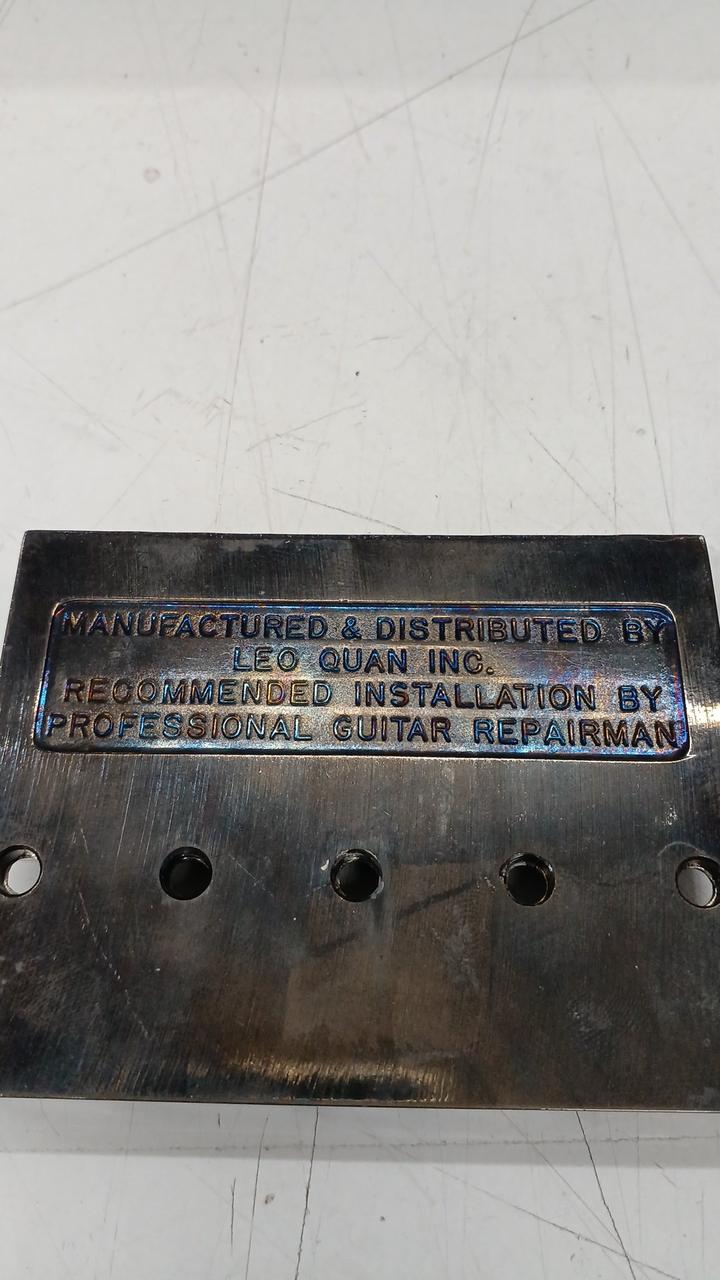 MANUFACTURED & DISTRIBUTED BY
LEO QUAN INC.
RECOMMENDED INSTALLATION BY
PROFESSIONAL GUITAR REPAIRMAN